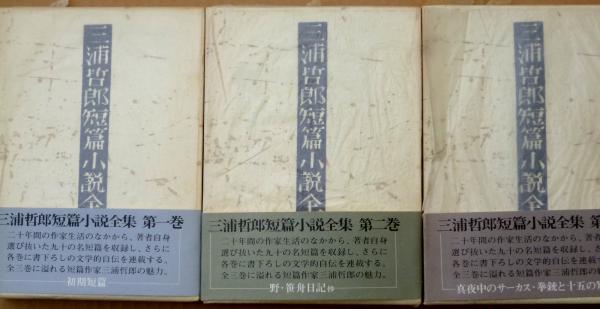 三浦哲郎短篇小説全
三浦哲郎短篇小説全集 第一巻
二十年間の作家生活のなかから、著者自身
選び抜いた九十の名短篇を収録し、さらに
各巻に書下ろしの文学的自伝を連載する。
全三巻に溢れる短篇作家三浦哲郎の魅力。
初期短篇
三浦哲郎短篇小説全
三浦哲郎短篇小説全集 第二巻
二十年間の作家生活のなかから、著者自身
選び抜いた九十の名短篇を収録し、さらに
各巻に書下ろしの文学的自伝を連載する。
全三巻に溢れる短篇作家三浦哲郎の魅力。
野・笹舟日記抄
三浦哲郎短篇小説全
三浦哲郎短篇小説全集 第
二十年間の作家生活のなかから、著
選び抜いた九十の名短篇を収録し、
各巻に書下ろしの文学的自伝を連載
全三巻に溢れる短篇作家三浦哲郎の
真夜中のサーカス・拳銃と十五の